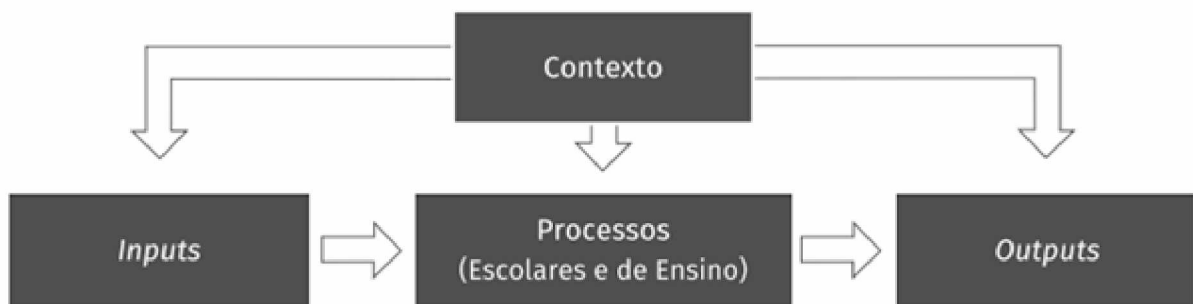 Contexto
Inputs
Processos
(Escolares e de Ensino)
Outputs